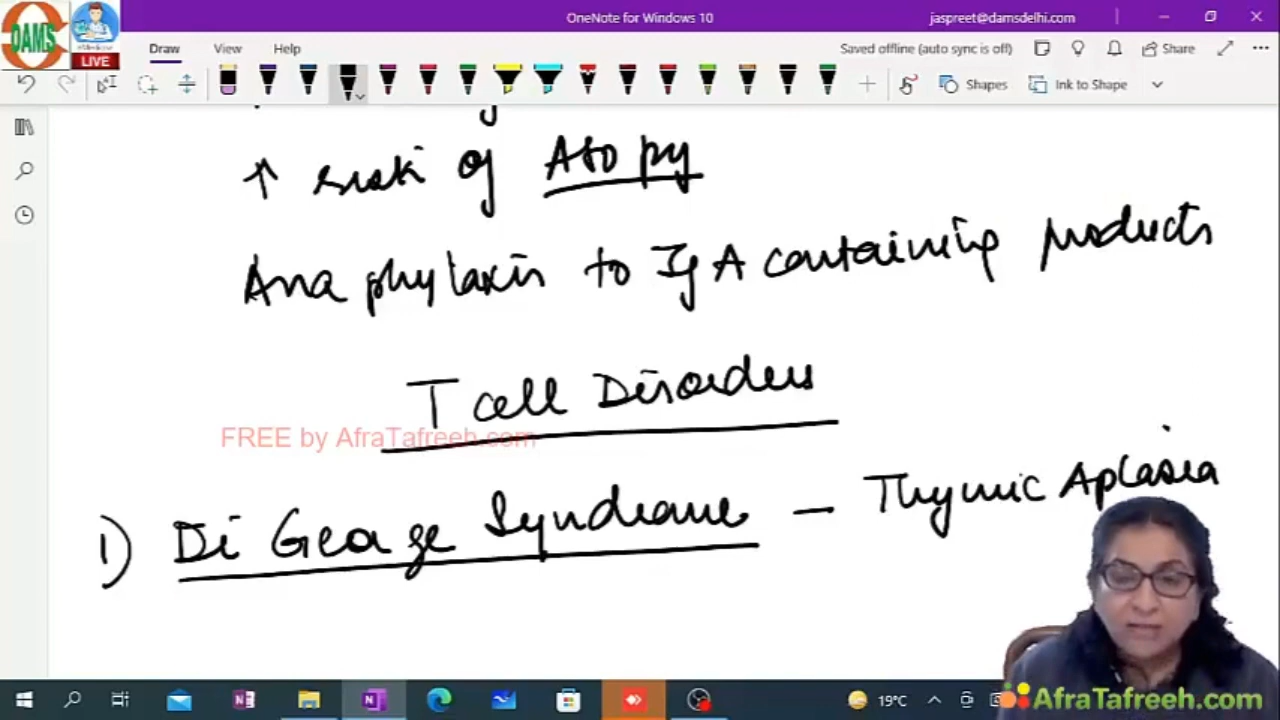 OneNote for Windows 10
jaspreet@damsdelhi.com
DAMS
eMedicoz
LIVE
Draw
View
Help
Saved offline (auto sync is off)
Share
Shapes
Ink to Shape
↑ risk of Atopy
Anaphylaxis to IgA containing products
T cell Disorders
FREE by AfraTafreeh.com
1) Di George Syndrome – Thymic Aplasia
19°C
AfraTafreeh.com